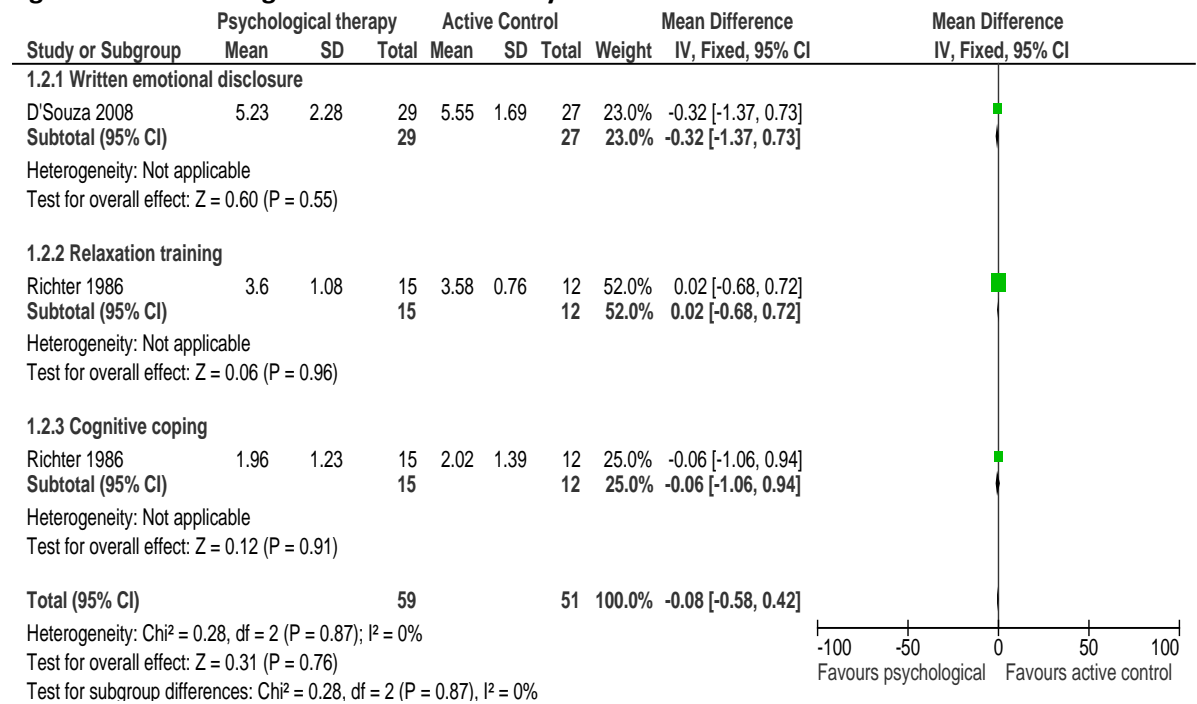 Psychological therapy Active Control Mean Difference Mean Difference
Study or Subgroup Mean SD Total Mean SD Total Weight IV, Fixed, 95% CI IV, Fixed, 95% CI
1.2.1 Written emotional disclosure
D'Souza 2008 5.23 2.28 29 5.55 1.69 27 23.0% -0.32 [-1.37, 0.73]
Subtotal (95% CI) 29 27 23.0% -0.32 [-1.37, 0.73]
Heterogeneity: Not applicable
Test for overall effect: Z = 0.60 (P = 0.55)
1.2.2 Relaxation training
Richter 1986 3.6 1.08 15 3.58 0.76 12 52.0% 0.02 [-0.68, 0.72]
Subtotal (95% CI) 15 12 52.0% 0.02 [-0.68, 0.72]
Heterogeneity: Not applicable
Test for overall effect: Z = 0.06 (P = 0.96)
1.2.3 Cognitive coping
Richter 1986 1.96 1.23 15 2.02 1.39 12 25.0% -0.06 [-1.06, 0.94]
Subtotal (95% CI) 15 12 25.0% -0.06 [-1.06, 0.94]
Heterogeneity: Not applicable
Test for overall effect: Z = 0.12 (P = 0.91)
Total (95% CI) 59 51 100.0% -0.08 [-0.58, 0.42]
Heterogeneity: Chi² = 0.28, df = 2 (P = 0.87); I² = 0%
Test for overall effect: Z = 0.31 (P = 0.76)
Test for subgroup differences: Chi² = 0.28, df = 2 (P = 0.87), I² = 0%
-100 -50 0 50 100
Favours psychological Favours active control